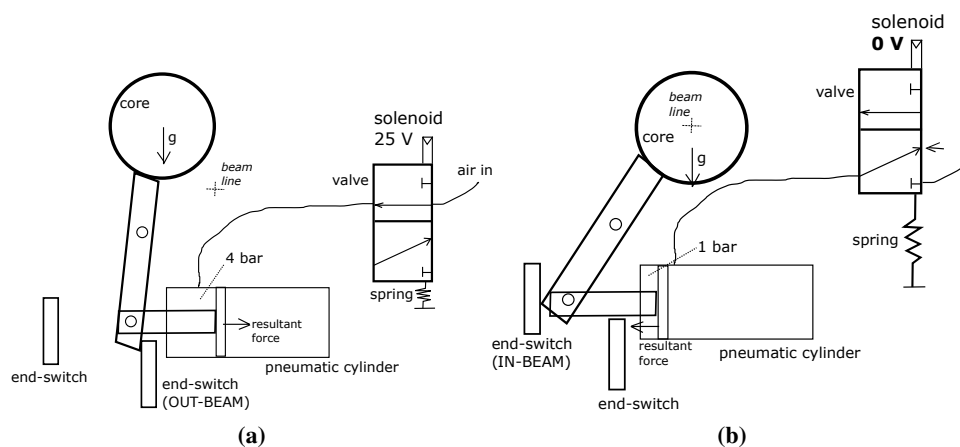 core
g
beam
line
solenoid
25 V
valve
air in
4 bar
spring
resultant
force
pneumatic cylinder
end-switch
end-switch
(OUT-BEAM)
(a)
solenoid
0 V
valve
beam
line
core
g
spring
1 bar
end-switch
(IN-BEAM)
resultant
force
pneumatic cylinder
end-switch
(b)